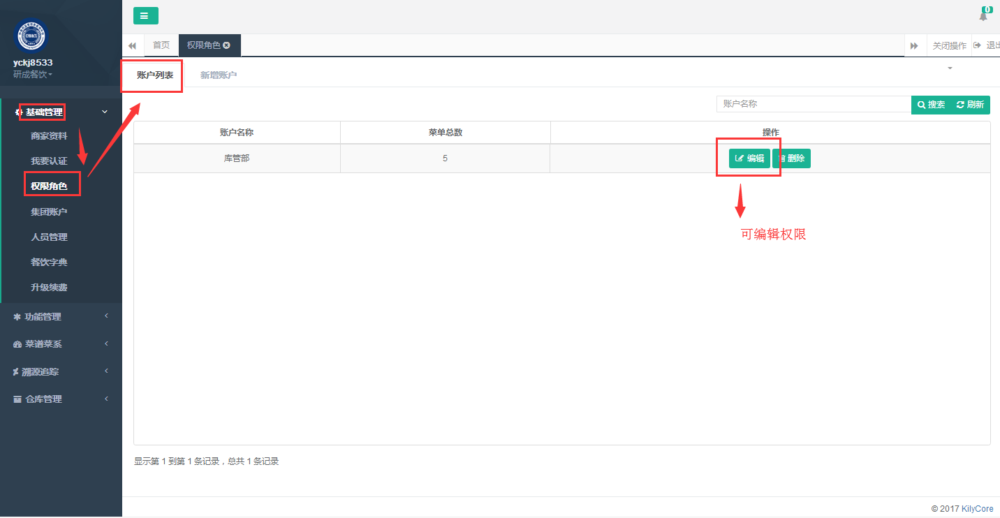 0
首页
权限角色
关闭操作
退出
yckj8533
研成餐饮
账户列表
新增账户
账户名称
搜索
刷新
基础管理
商家资料
我要认证
权限角色
集团账户
人员管理
餐饮字典
升级续费
功能管理
菜谱菜系
溯源追踪
仓库管理
账户名称
菜单总数
操作
库管部
5
编辑
删除
可编辑权限
显示第 1 到第 1 条记录，总共 1 条记录
© 2017 KilyCore